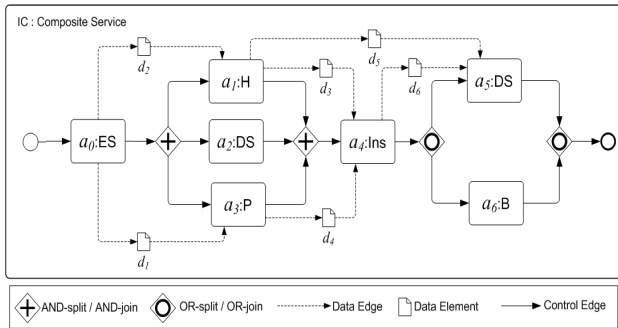 IC : Composite Service
d2
d5
a1:H
d3
d6
a5:DS
a0:ES
a2:DS
a4:Ins
a3:P
a6:B
d4
d1
AND-split / AND-join
OR-split / OR-join
Data Edge
Data Element
Control Edge